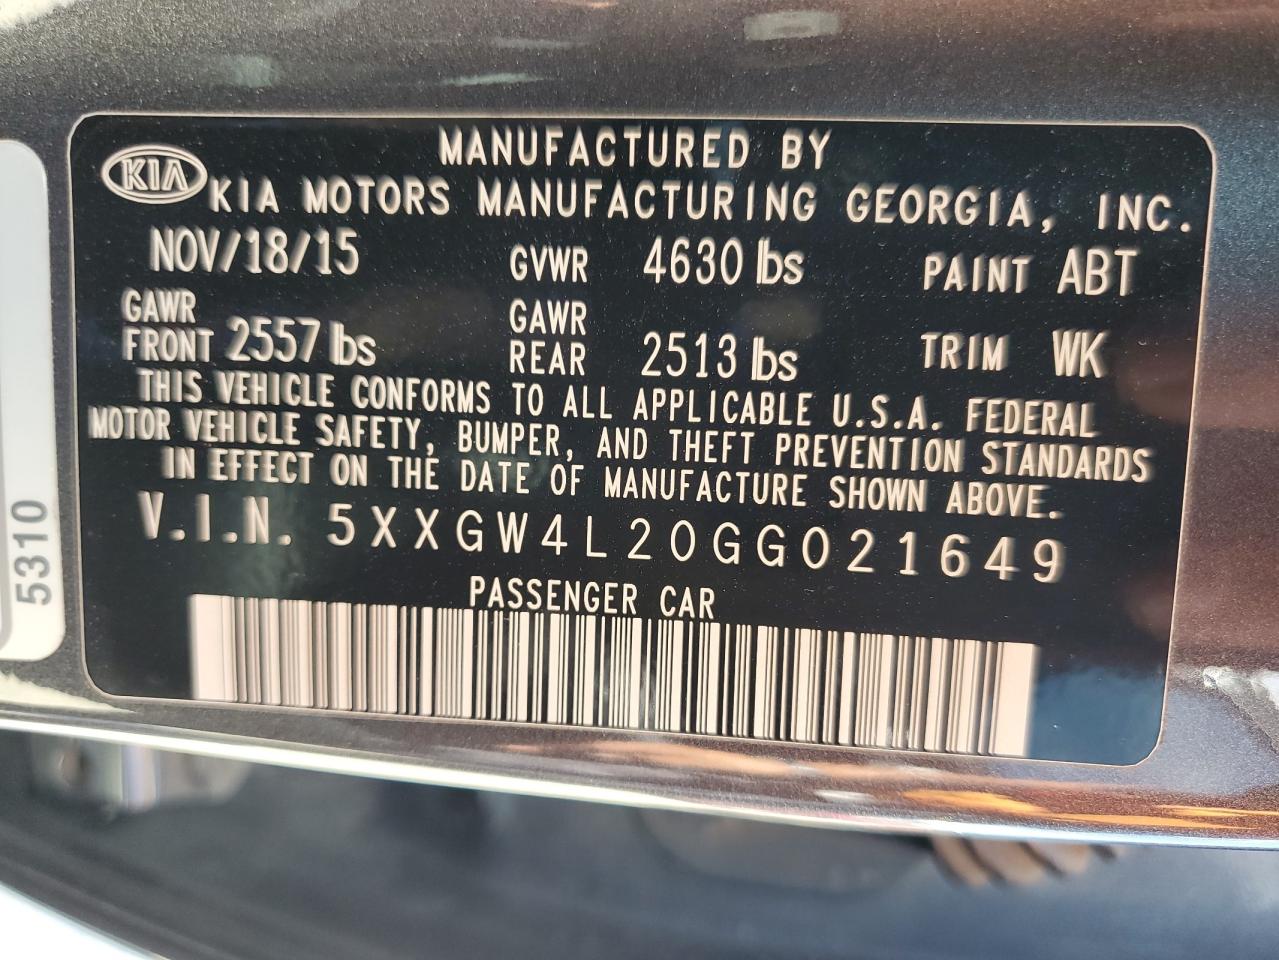 MANUFACTURED BY
KIA KIA MOTORS MANUFACTURING GEORGIA, INC.
NOV/18/15 GVWR 4630 lbs PAINT ABT
GAWR FRONT 2557 lbs GAWR REAR 2513 lbs TRIM WK
THIS VEHICLE CONFORMS TO ALL APPLICABLE U.S.A. FEDERAL
MOTOR VEHICLE SAFETY, BUMPER, AND THEFT PREVENTION STANDARDS
IN EFFECT ON THE DATE OF MANUFACTURE SHOWN ABOVE.
V.I.N. 5XXGW4L20GG021649
PASSENGER CAR
5310